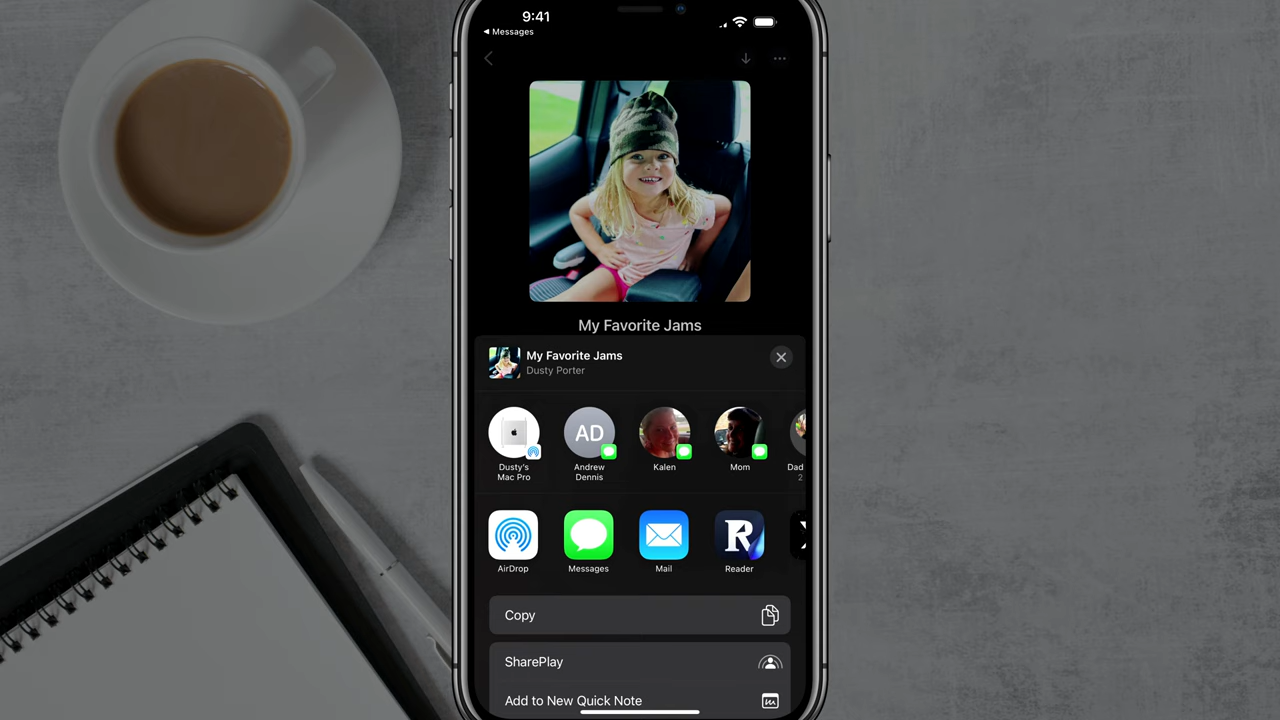 9:41
Messages
My Favorite Jams
My Favorite Jams
Dusty Porter
AD
Dusty's
Mac Pro
Andrew
Dennis
Kalen
Mom
Dad
2
R
AirDrop
Messages
Mail
Reader
Copy
SharePlay
Add to New Quick Note